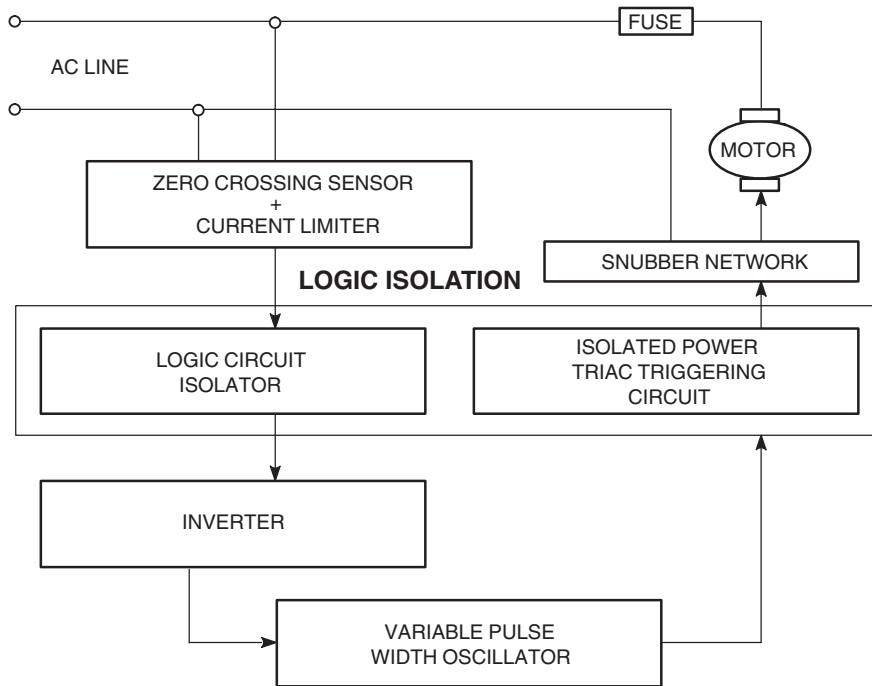 FUSE
AC LINE
MOTOR
ZERO CROSSING SENSOR
+
CURRENT LIMITER
SNUBBER NETWORK
LOGIC ISOLATION
LOGIC CIRCUIT
ISOLATOR
ISOLATED POWER
TRIAC TRIGGERING
CIRCUIT
INVERTER
VARIABLE PULSE
WIDTH OSCILLATOR